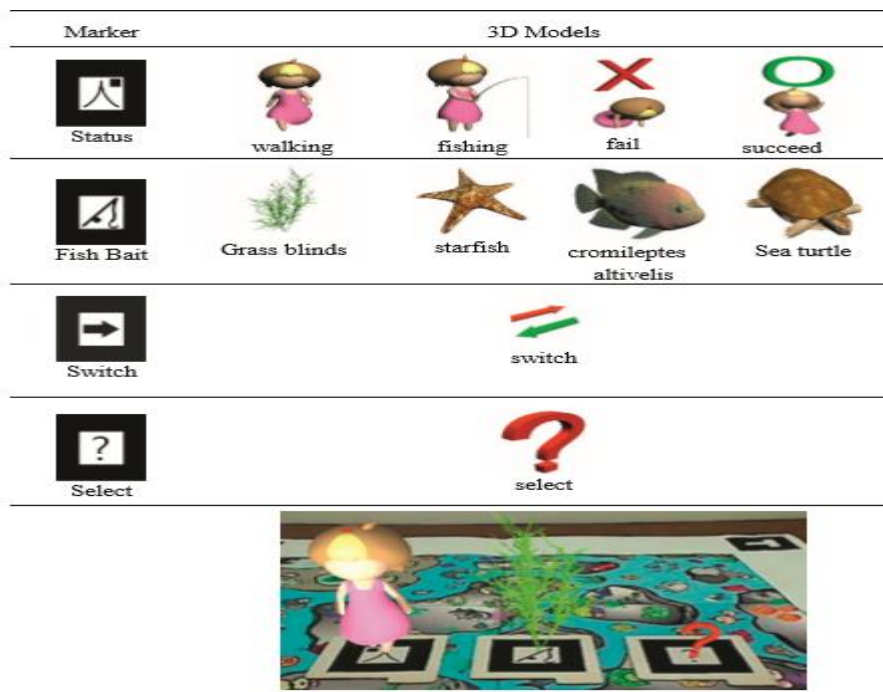 Marker 3D Models
Status walking fishing fail succeed
Fish Bait Grass blinds starfish cromileptes altivelis Sea turtle
Switch switch
?
Select select